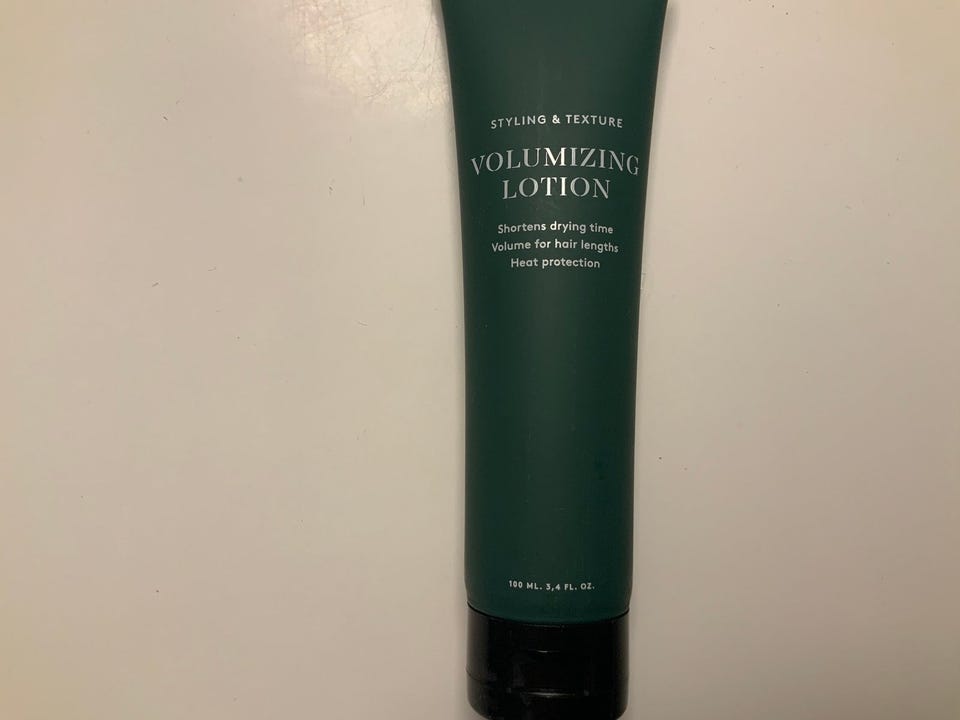 STYLING & TEXTURE
VOLUMIZING
LOTION
Shortens drying time
Volume for hair lengths
Heat protection
100 ML. 3,4 FL. OZ.